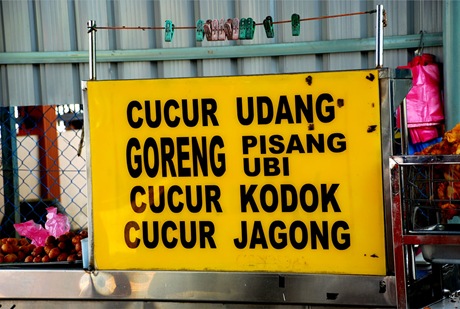 CUCUR UDANG
GORENG PISANG
UBI
CUCUR KODOK
CUCUR JAGONG